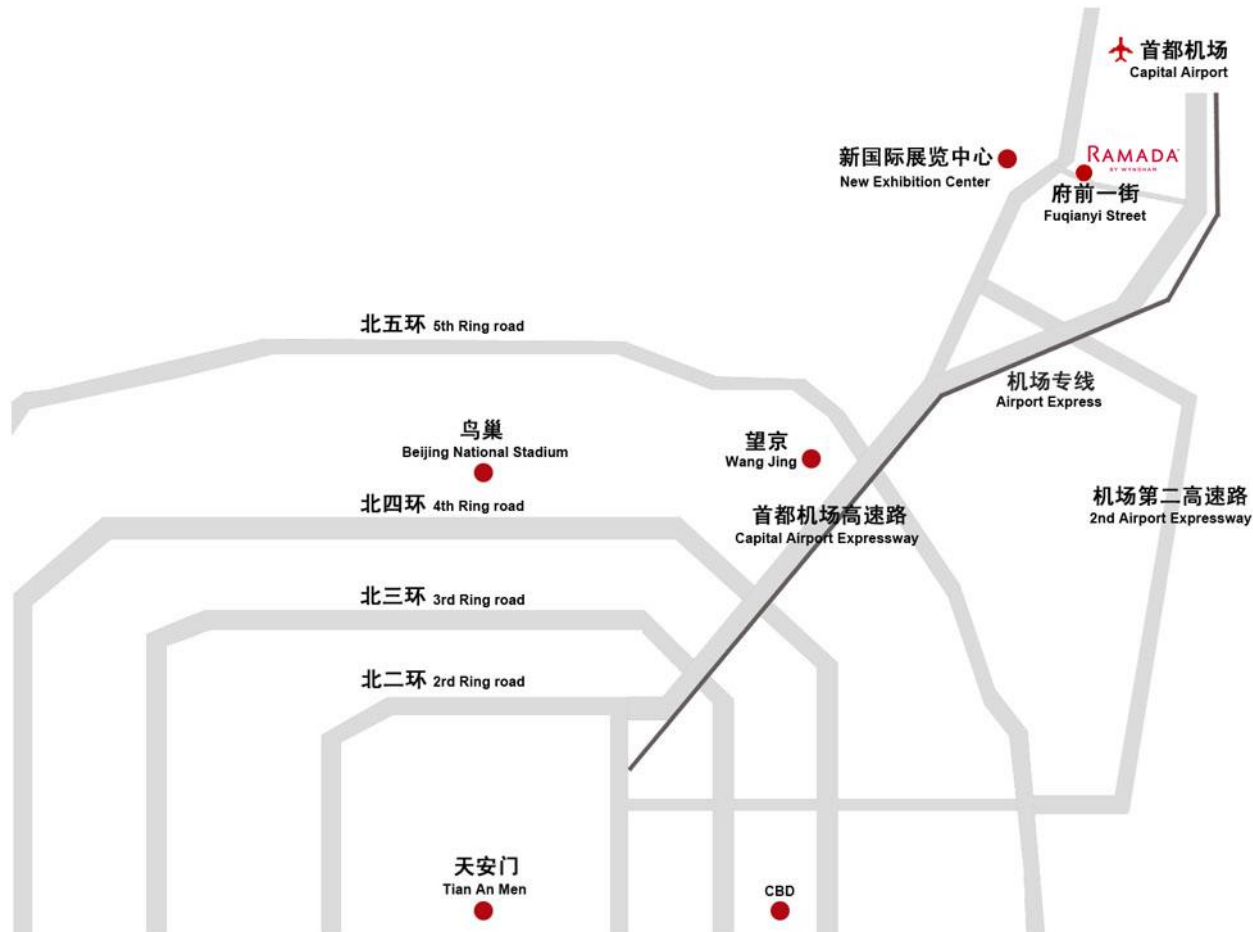 首都机场
Capital Airport
新国际展览中心
New Exhibition Center
RAMADA
BY WYNDHAM
府前一街
Fuqianyi Street
北五环 5th Ring road
机场专线
Airport Express
鸟巢
Beijing National Stadium
望京
Wang Jing
北四环 4th Ring road
首都机场高速路
Capital Airport Expressway
机场第二高速路
2nd Airport Expressway
北三环 3rd Ring road
北二环 2rd Ring road
天安门
Tian An Men
CBD